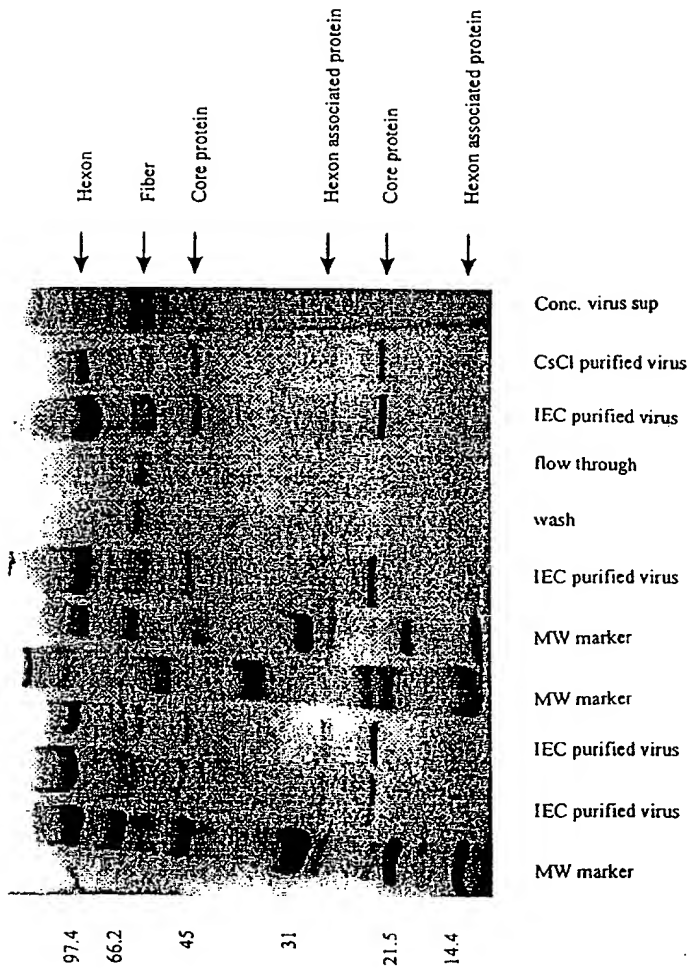 Hexon
Fiber
Core protein
Hexon associated protein
Core protein
Hexon associated protein
Conc. virus sup
CsCl purified virus
IEC purified virus
flow through
wash
IEC purified virus
MW marker
MW marker
IEC purified virus
IEC purified virus
MW marker
97.4
66.2
45
31
21.5
14.4